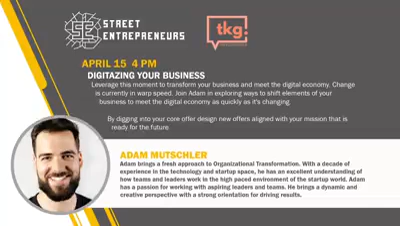 STREET
ENTREPRENEURS
tkg:
APRIL 15 4 PM
DIGITAZING YOUR BUSINESS
Leverage this moment to transform your business and meet the digital economy. Change
is currently in warp speed. Join Adam in exploring ways to shift elements of your
business to meet the digital economy as quickly as it's changing.
By digging into your core offer design new offers aligned with your mission that is
ready for the future.
ADAM MUTSCHLER
Adam brings a fresh approach to Organizational Transformation. With a decade of
experience in the technology and startup space, he has an excellent understanding of
how teams and leaders work in the high paced environment of the startup world. Adam
has a passion for working with aspiring leaders and teams. He brings a dynamic and
creative perspective with a strong orientation for driving results.